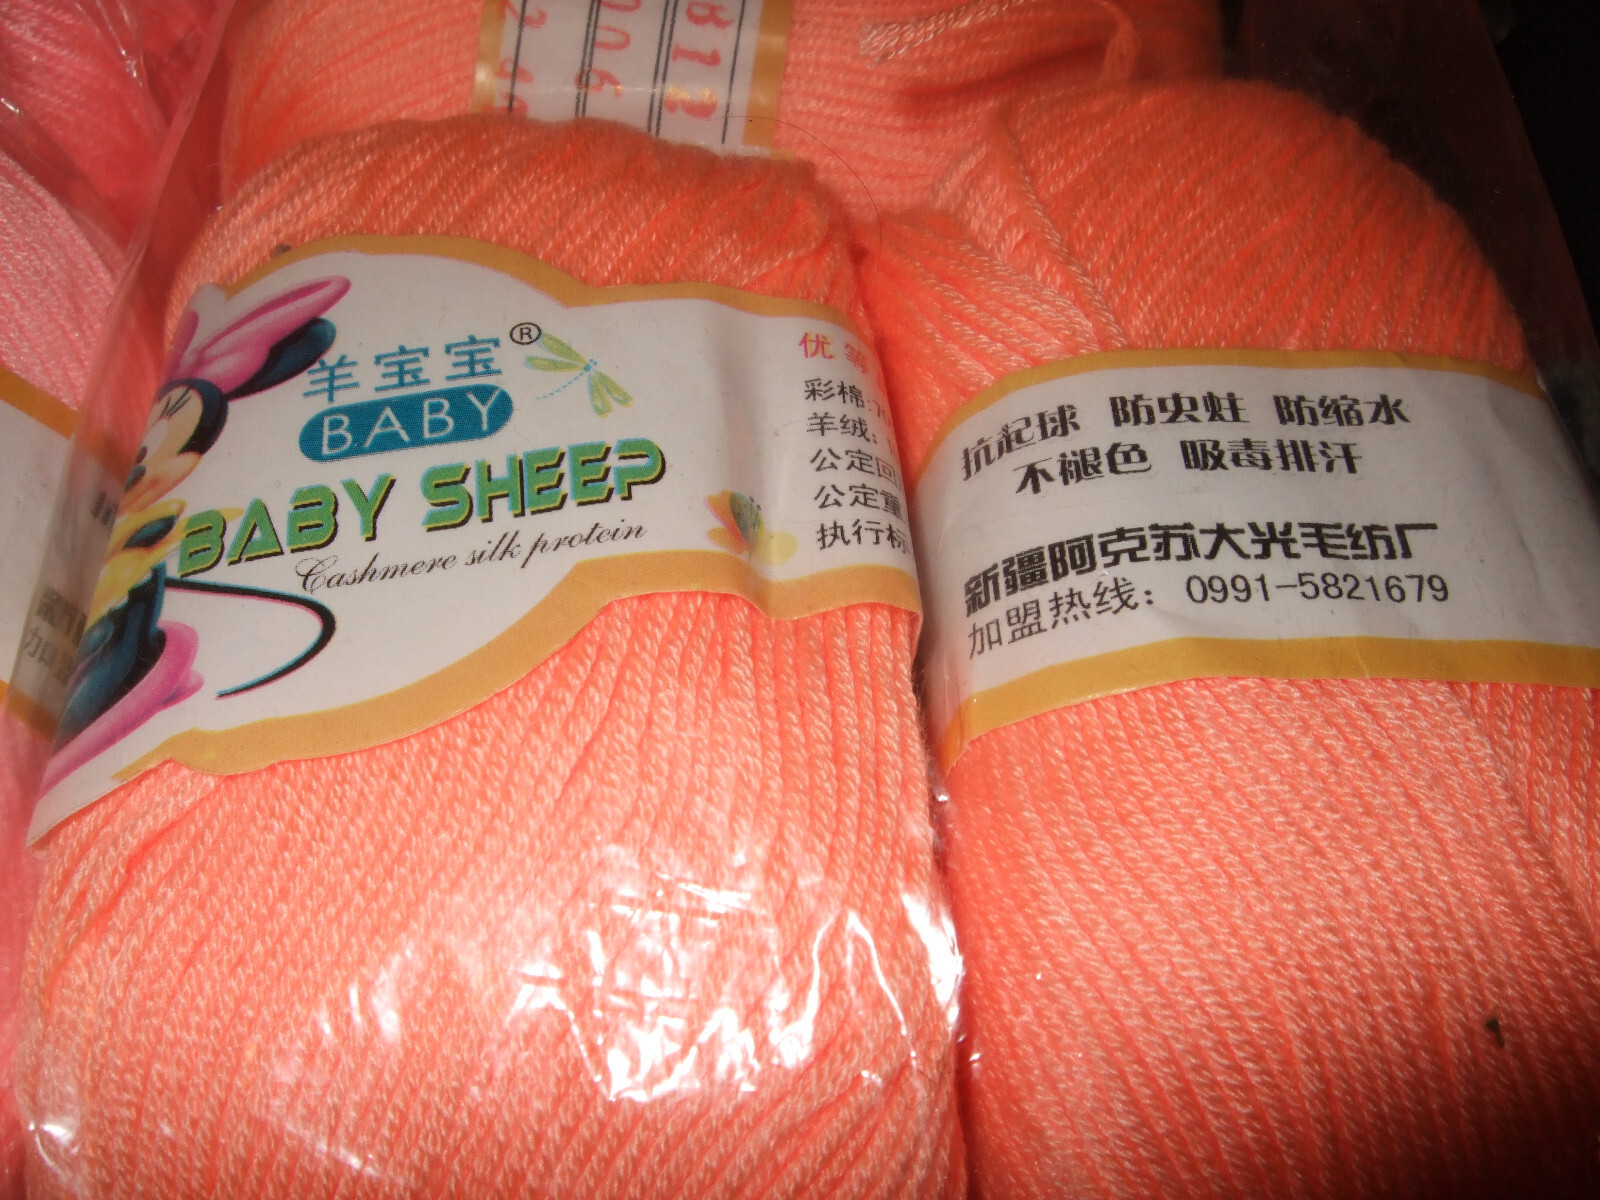 B12
羊宝宝®
BABY
BABY SHEEP
Cashmere silk protein
优等
彩棉:
羊绒:
公定回
公定重
执行标
抗起球 防虫蛀 防缩水
不褪色 吸毒排汗
新疆阿克苏大光毛纺厂
加盟热线: 0991-5821679